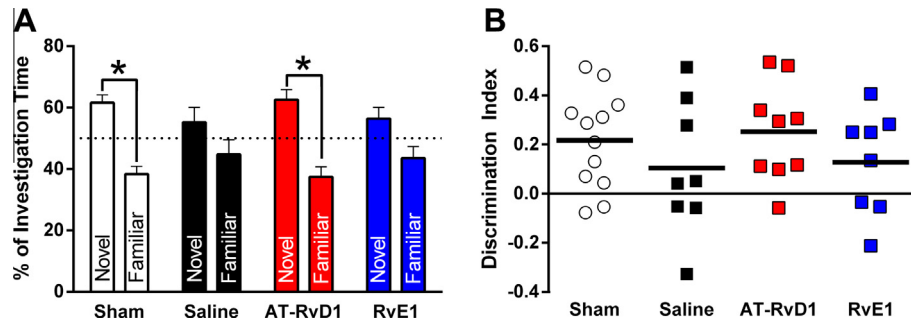 A
% of Investigation Time
80
60
40
20
0
*
*
Novel
Familiar
Novel
Familiar
Novel
Familiar
Novel
Familiar
Sham
Saline
AT-RvD1
RvE1
B
Discrimination Index
0.6
0.4
0.2
0.0
-0.2
-0.4
Sham
Saline
AT-RvD1
RvE1